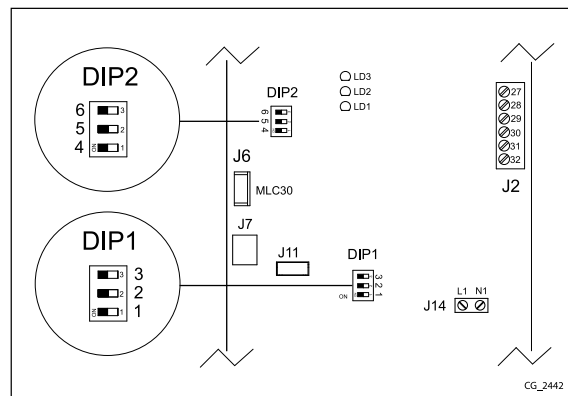 DIP2
6 3
5 2
4 ON 1
DIP1
3 3
2 2
ON 1 1
DIP2
6
5
4
J6
MLC30
J7
J11
LD3
LD2
LD1
DIP1
3
2
ON 1
27
28
29
30
31
32
J2
L1 N1
J14
CG_2442